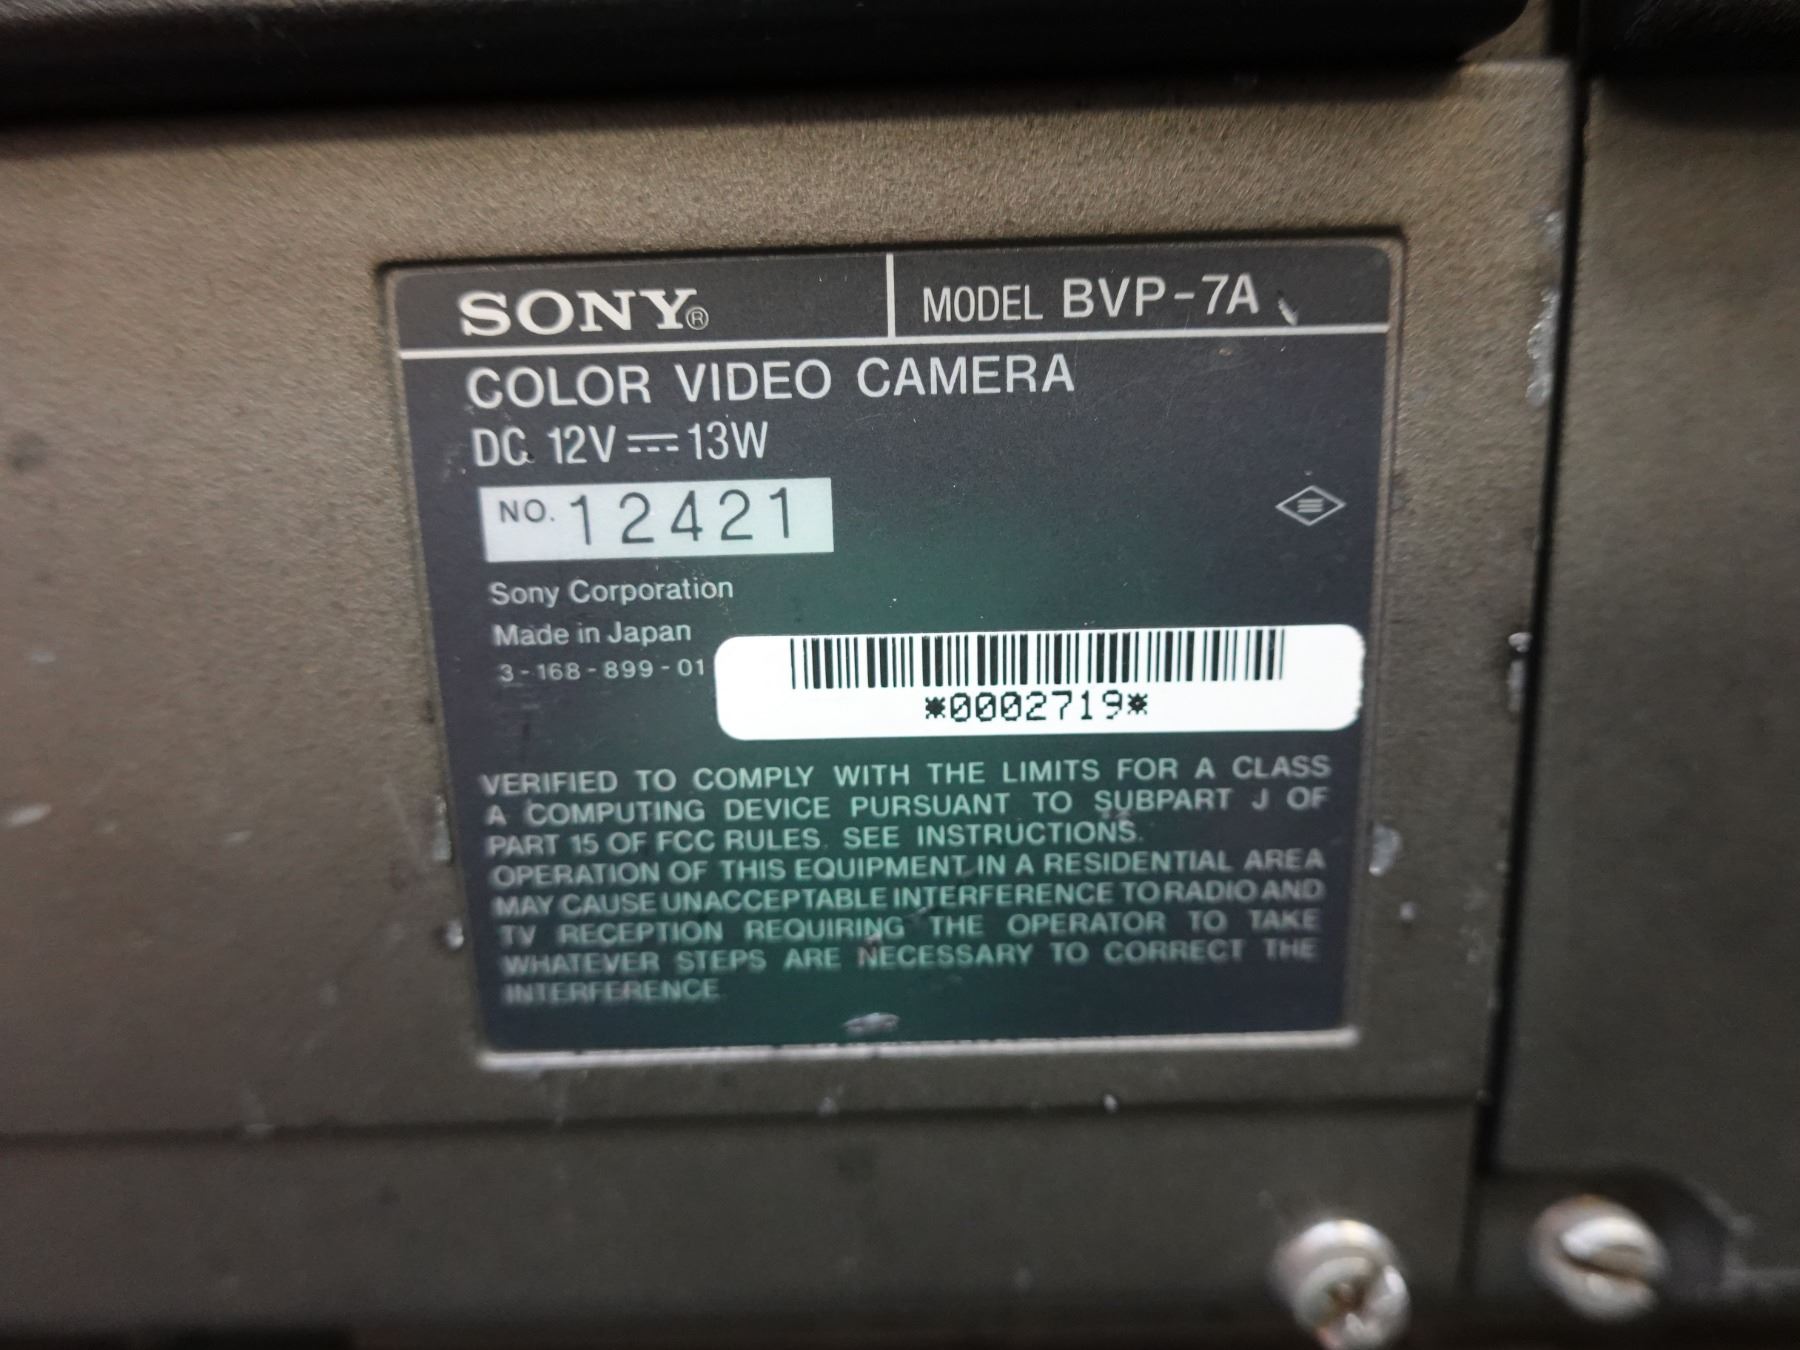 SONY®
MODEL BVP-7A
COLOR VIDEO CAMERA
DC 12V ⎓ 13W
NO. 12421
Sony Corporation
Made in Japan
3-168-899-01
*0002719*
VERIFIED TO COMPLY WITH THE LIMITS FOR A CLASS
A COMPUTING DEVICE PURSUANT TO SUBPART J OF
PART 15 OF FCC RULES. SEE INSTRUCTIONS.
OPERATION OF THIS EQUIPMENT IN A RESIDENTIAL AREA
MAY CAUSE UNACCEPTABLE INTERFERENCE TO RADIO AND
TV RECEPTION REQUIRING THE OPERATOR TO TAKE
WHATEVER STEPS ARE NECESSARY TO CORRECT THE
INTERFERENCE